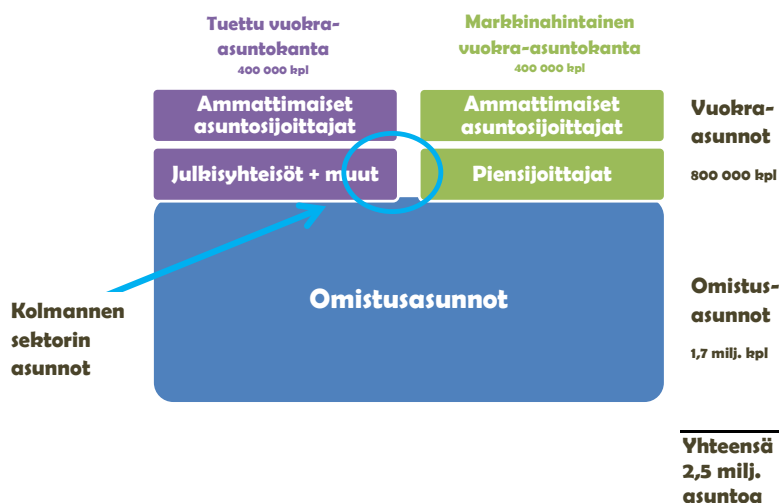 Tuettu vuokra-
asuntokanta
400 000 kpl
Markkinahintainen
vuokra-asuntokanta
400 000 kpl
Ammattimaiset
asuntosijoittajat
Ammattimaiset
asuntosijoittajat
Vuokra-
asunnot
800 000 kpl
Julkisyhteisöt + muut
Piensijoittajat
Omistusasunnot
Omistus-
asunnot
1,7 milj. kpl
Kolmannen
sektorin
asunnot
Yhteensä
2,5 milj.
asuntoa